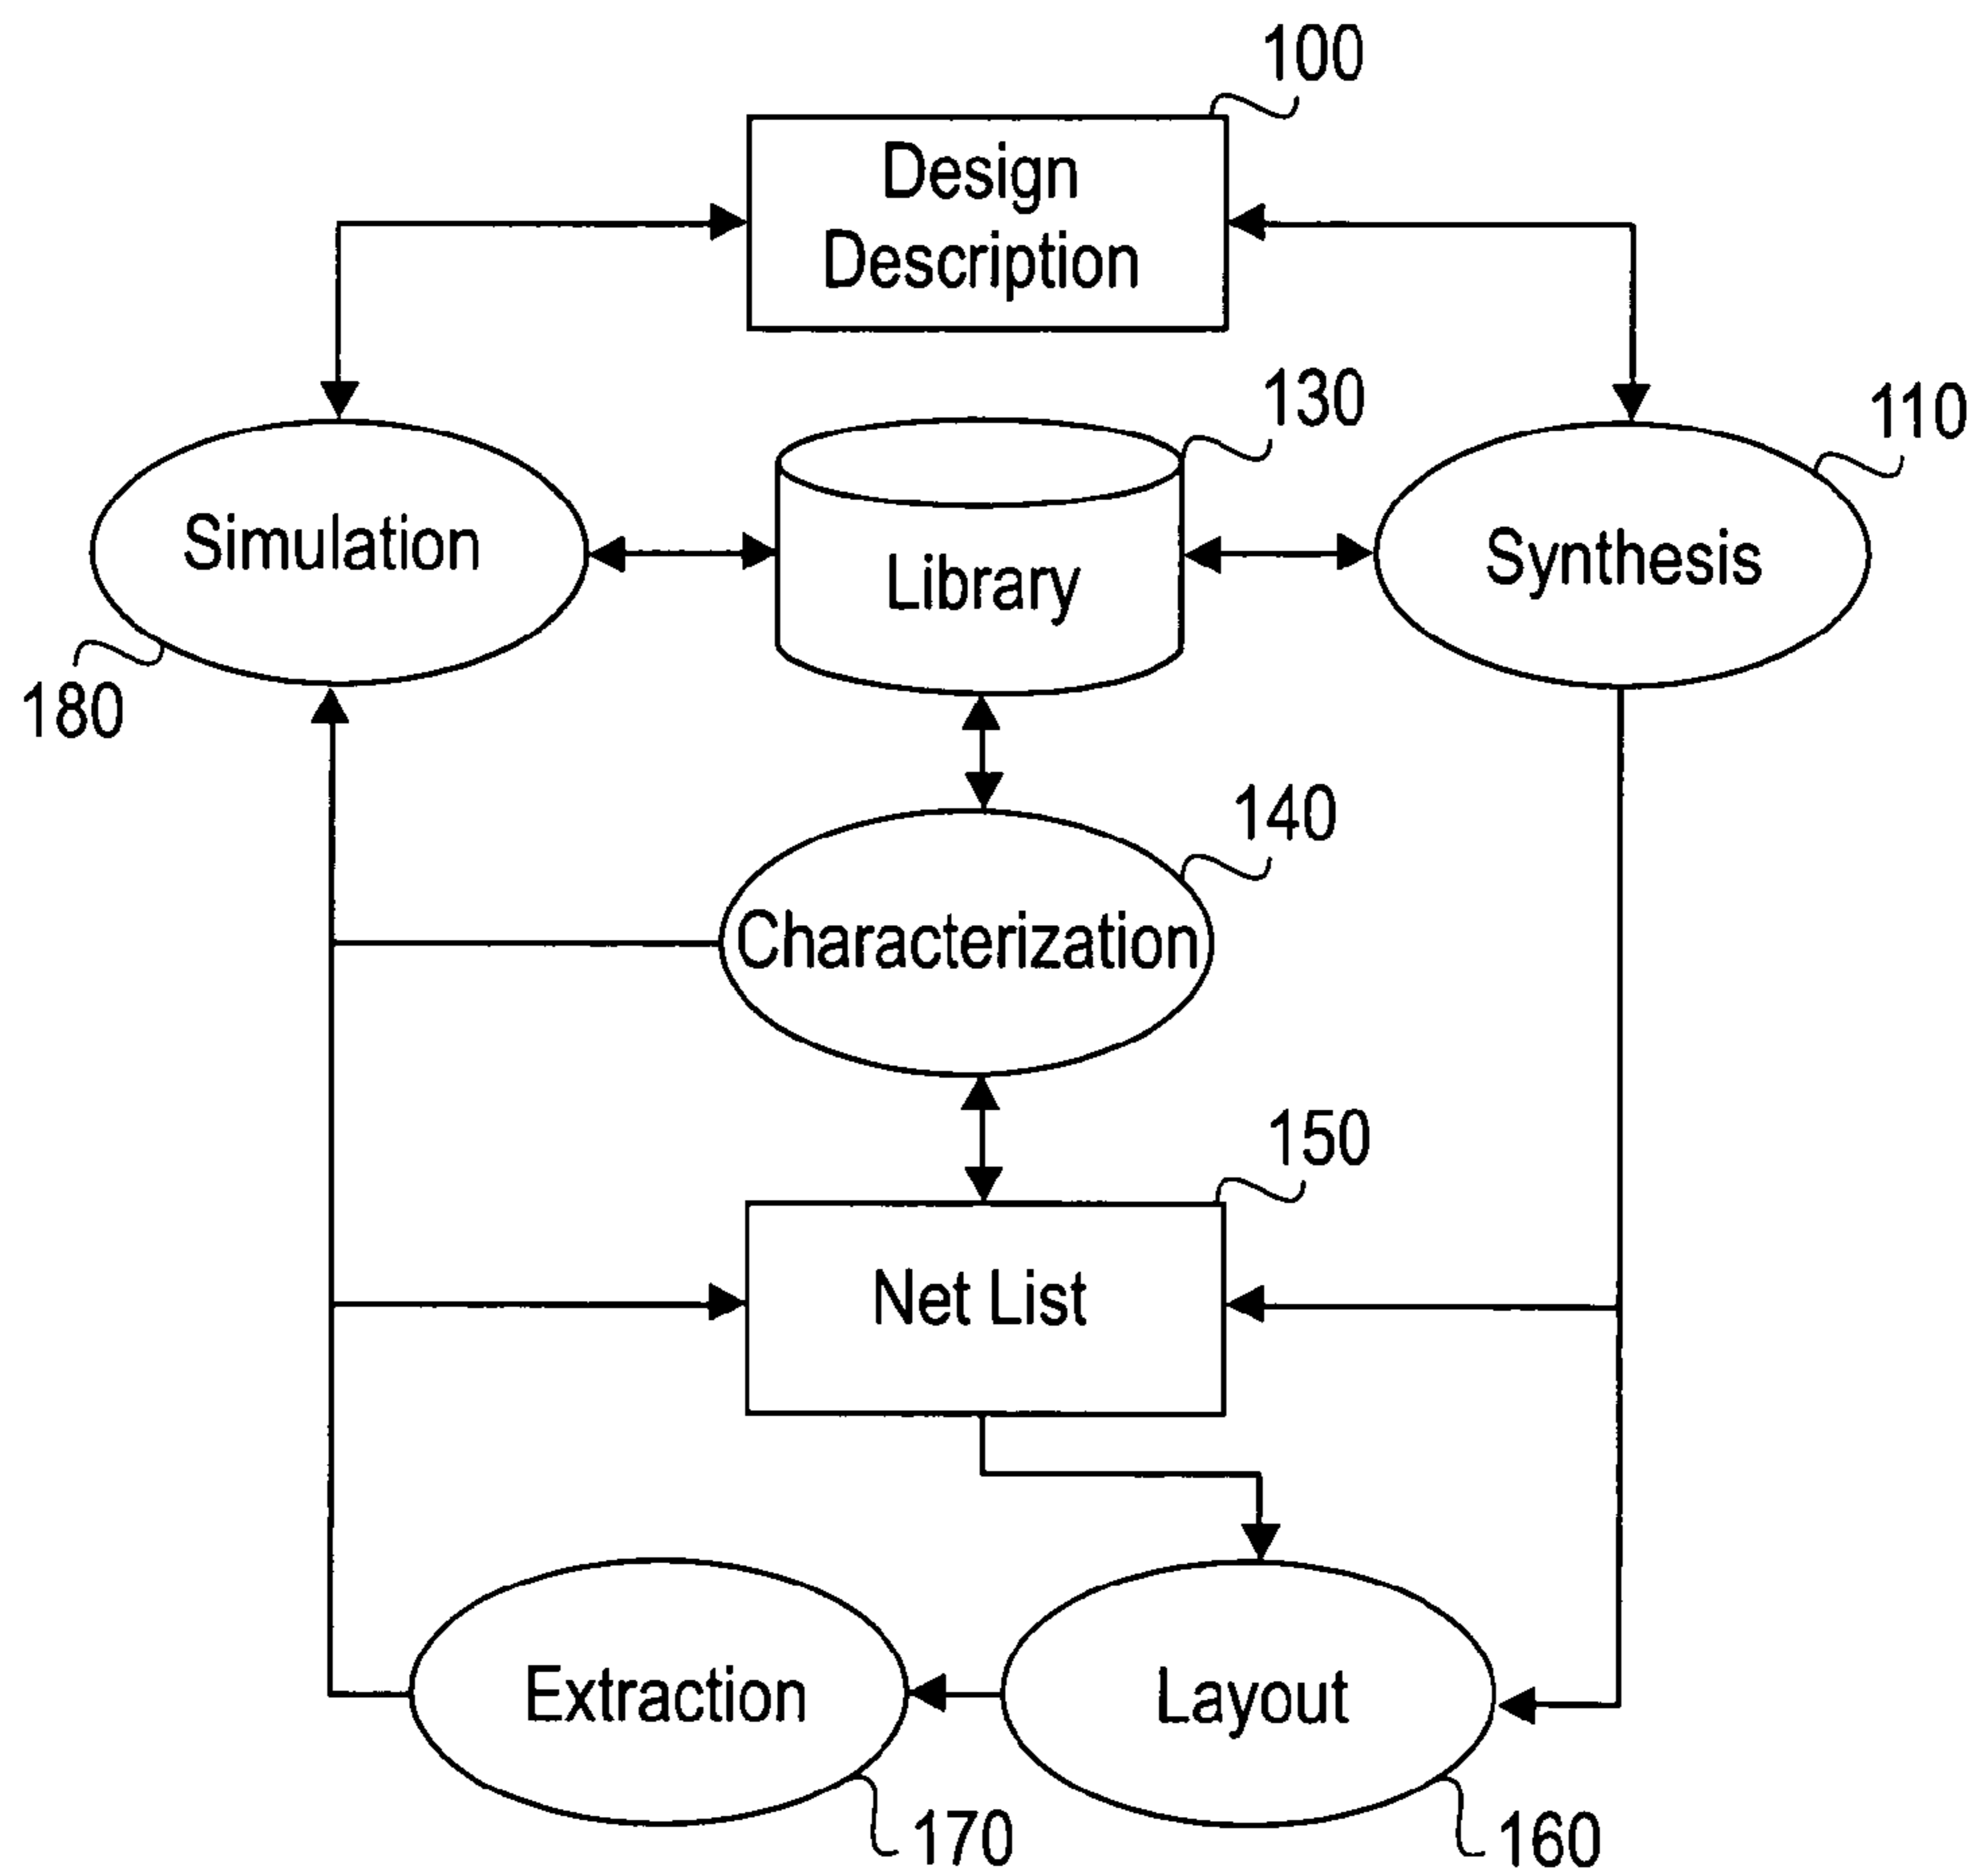 100
Design
Description
130
110
Simulation
Library
Synthesis
180
140
Characterization
150
Net List
Extraction
Layout
170
160